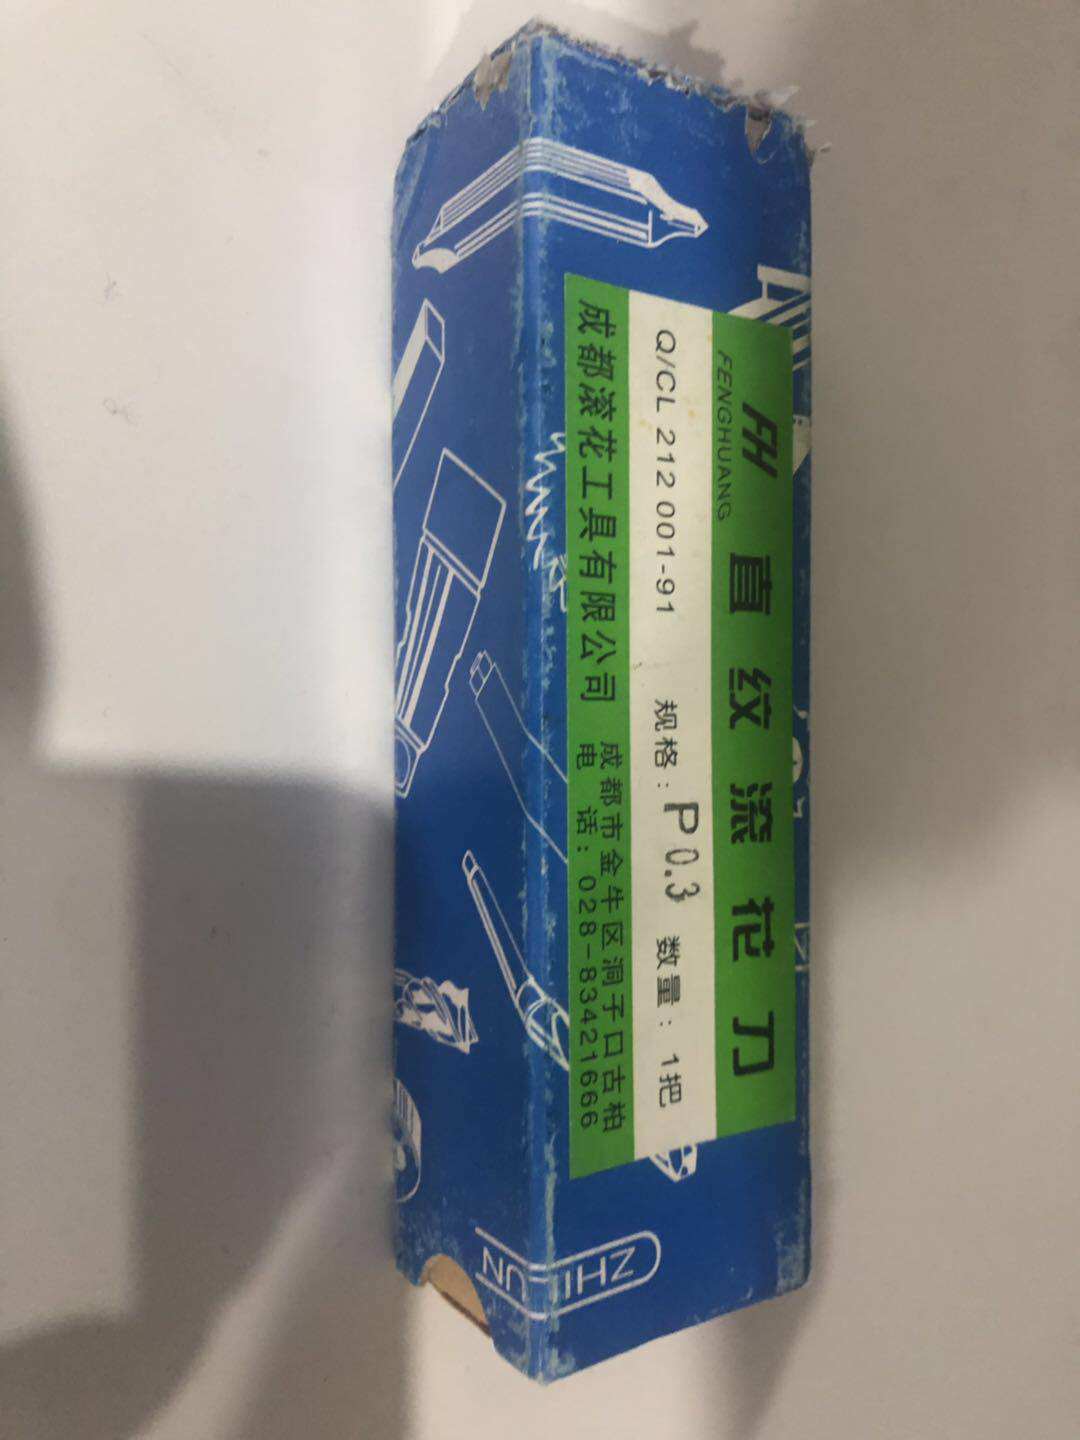 FH 直纹滚花刀
FENGHUANG
Q/CL 212 001-91 规格: P0.3 数量: 1把
成都滚花工具有限公司
成都市金牛区洞子口古柏
电 话: 028-83421666